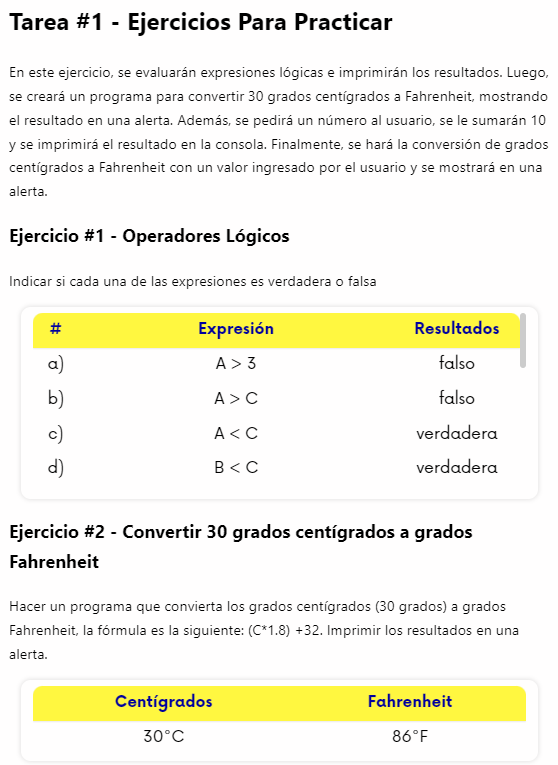 Tarea #1 - Ejercicios Para Practicar
En este ejercicio, se evaluarán expresiones lógicas e imprimirán los resultados. Luego,
se creará un programa para convertir 30 grados centígrados a Fahrenheit, mostrando
el resultado en una alerta. Además, se pedirá un número al usuario, se le sumarán 10
y se imprimirá el resultado en la consola. Finalmente, se hará la conversión de grados
centígrados a Fahrenheit con un valor ingresado por el usuario y se mostrará en una
alerta.
Ejercicio #1 - Operadores Lógicos
Indicar si cada una de las expresiones es verdadera o falsa
# Expresión Resultados
a) A > 3 falso
b) A > C falso
c) A < C verdadera
d) B < C verdadera
Ejercicio #2 - Convertir 30 grados centígrados a grados
Fahrenheit
Hacer un programa que convierta los grados centígrados (30 grados) a grados
Fahrenheit, la fórmula es la siguiente: (C*1.8) +32. Imprimir los resultados en una
alerta.
Centígrados Fahrenheit
30°C 86°F